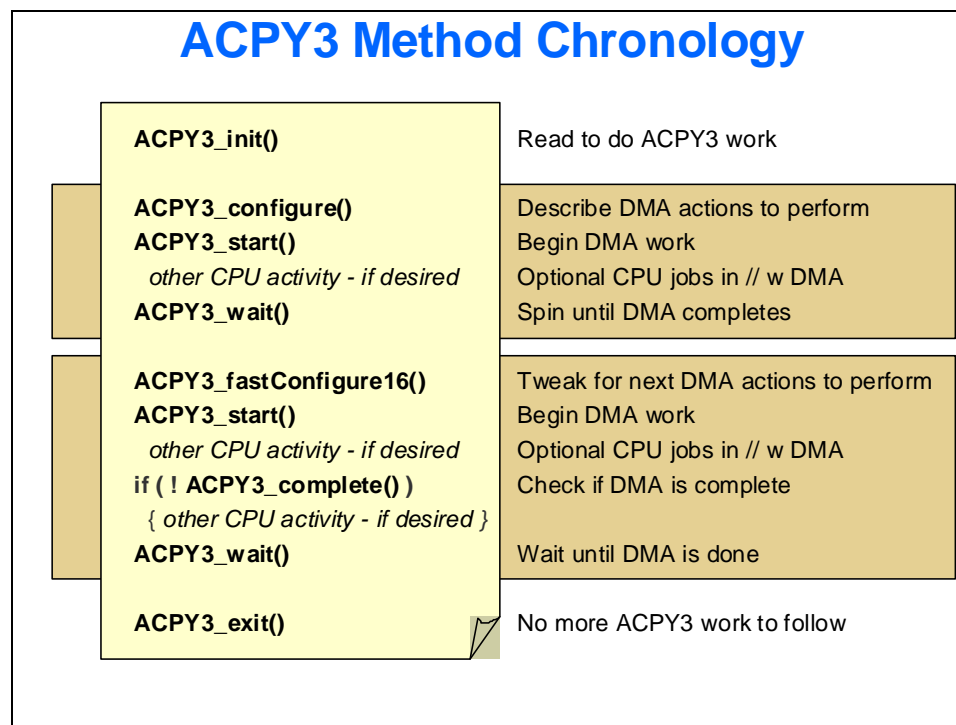 ACPY3 Method Chronology
ACPY3_init() Read to do ACPY3 work
ACPY3_configure() Describe DMA actions to perform
ACPY3_start() Begin DMA work
other CPU activity - if desired Optional CPU jobs in // w DMA
ACPY3_wait() Spin until DMA completes
ACPY3_fastConfigure16() Tweak for next DMA actions to perform
ACPY3_start() Begin DMA work
other CPU activity - if desired Optional CPU jobs in // w DMA
if ( ! ACPY3_complete() ) Check if DMA is complete
{ other CPU activity - if desired }
ACPY3_wait() Wait until DMA is done
ACPY3_exit() No more ACPY3 work to follow